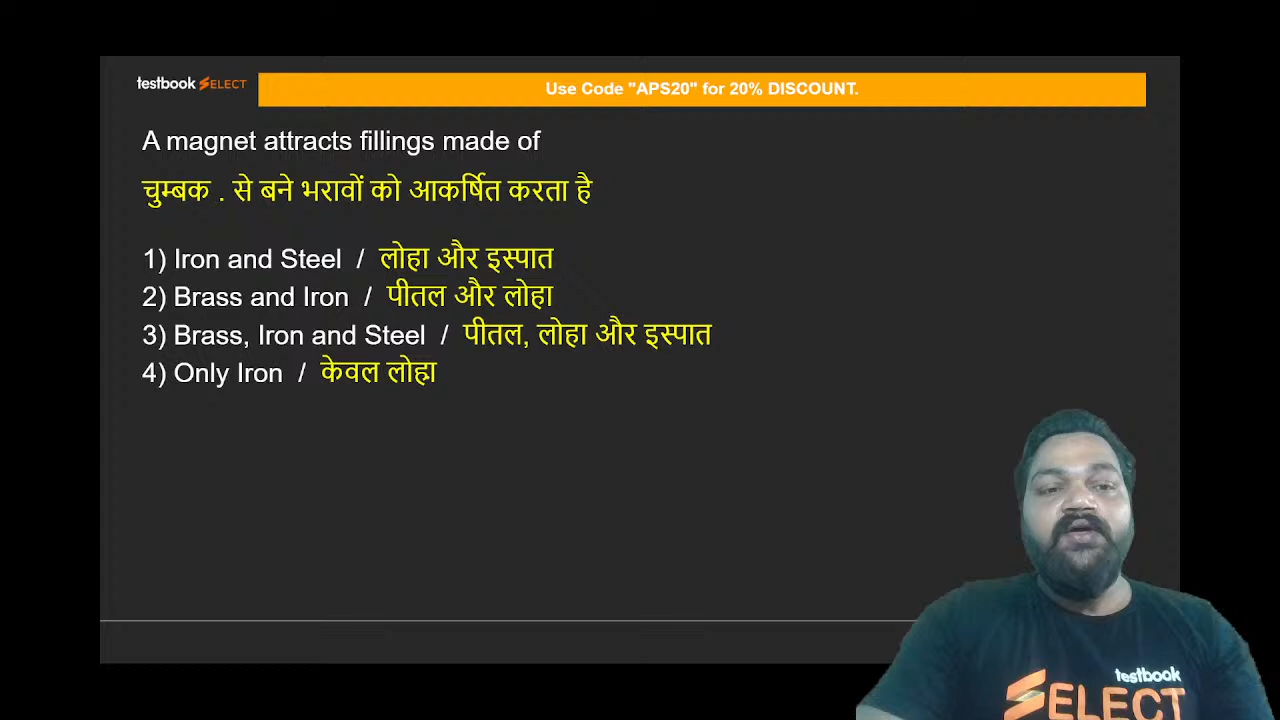 testbook SELECT
Use Code "APS20" for 20% DISCOUNT.
A magnet attracts fillings made of
चुम्बक . से बने भरावों को आकर्षित करता है
1) Iron and Steel / लोहा और इस्पात
2) Brass and Iron / पीतल और लोहा
3) Brass, Iron and Steel / पीतल, लोहा और इस्पात
4) Only Iron / केवल लोहा
testbook
SELECT